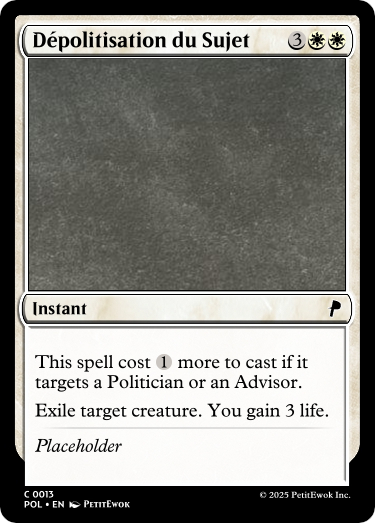 Dépolitisation du Sujet 3
Instant
This spell cost 1 more to cast if it
targets a Politician or an Advisor.
Exile target creature. You gain 3 life.
Placeholder
C 0013
POL • EN PetitEwok
© 2025 PetitEwok Inc.